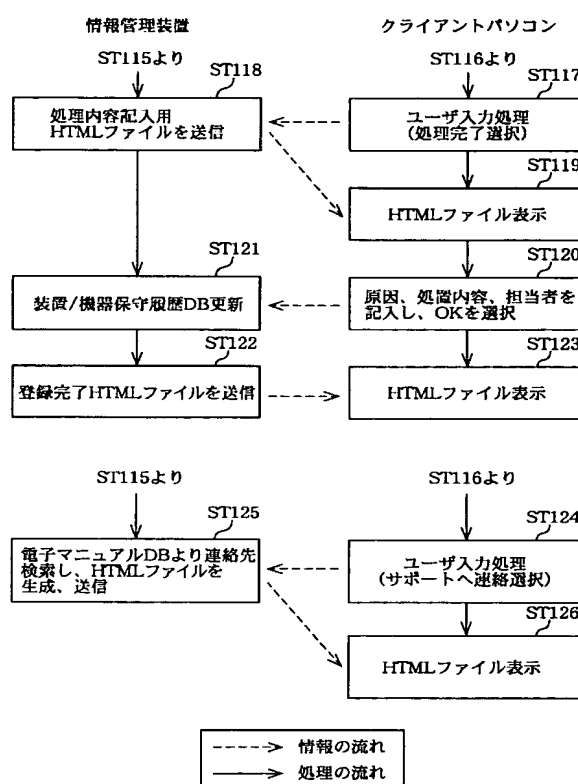 情報管理装置
クライアントパソコン
ST115より
ST118
ST116より
ST117
処理内容記入用
HTMLファイルを送信
ユーザ入力処理
(処理完了選択)
ST119
HTMLファイル表示
ST121
ST120
装置/機器保守履歴DB更新
原因、処置内容、担当者を
記入し、OKを選択
ST122
ST123
登録完了HTMLファイルを送信
HTMLファイル表示
ST115より
ST116より
ST125
ST124
電子マニュアルDBより連絡先
検索し、HTMLファイルを
生成、送信
ユーザ入力処理
(サポートへ連絡選択)
ST126
HTMLファイル表示
情報の流れ
処理の流れ